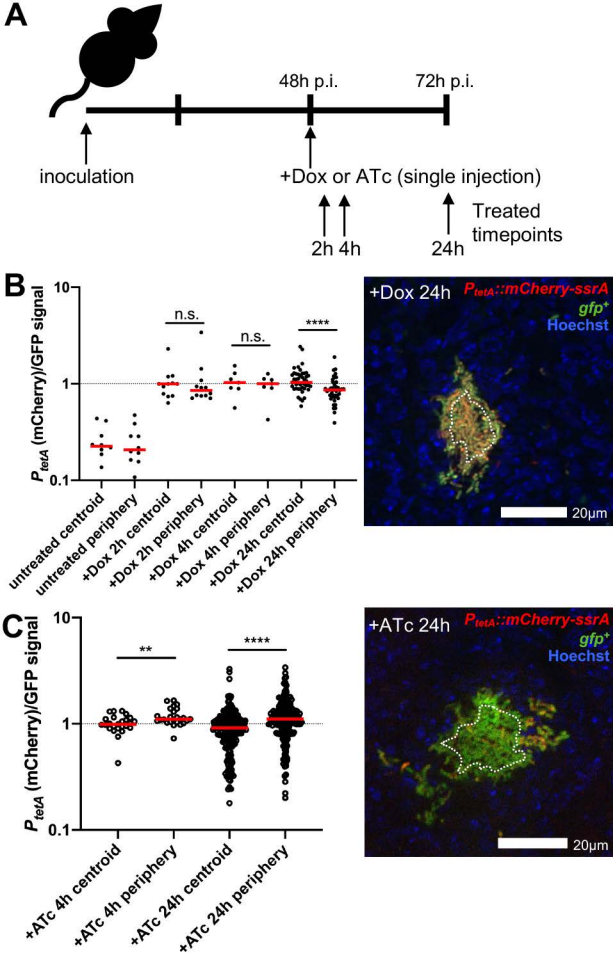 A
48h p.i.
72h p.i.
inoculation
+Dox or ATc (single injection)
2h
4h
24h
Treated
timepoints
B
PtetA (mCherry)/GFP signal
10
1
0.1
n.s.
n.s.
****
untreated centroid
untreated periphery
+Dox 2h centroid
+Dox 2h periphery
+Dox 4h centroid
+Dox 4h periphery
+Dox 24h centroid
+Dox 24h periphery
+Dox 24h
PtetA::mCherry-ssrA
gfp+
Hoechst
20µm
C
PtetA (mCherry)/GFP signal
10
1
0.1
**
****
+ATc 4h centroid
+ATc 4h periphery
+ATc 24h centroid
+ATc 24h periphery
+ATc 24h
PtetA::mCherry-ssrA
gfp+
Hoechst
20µm